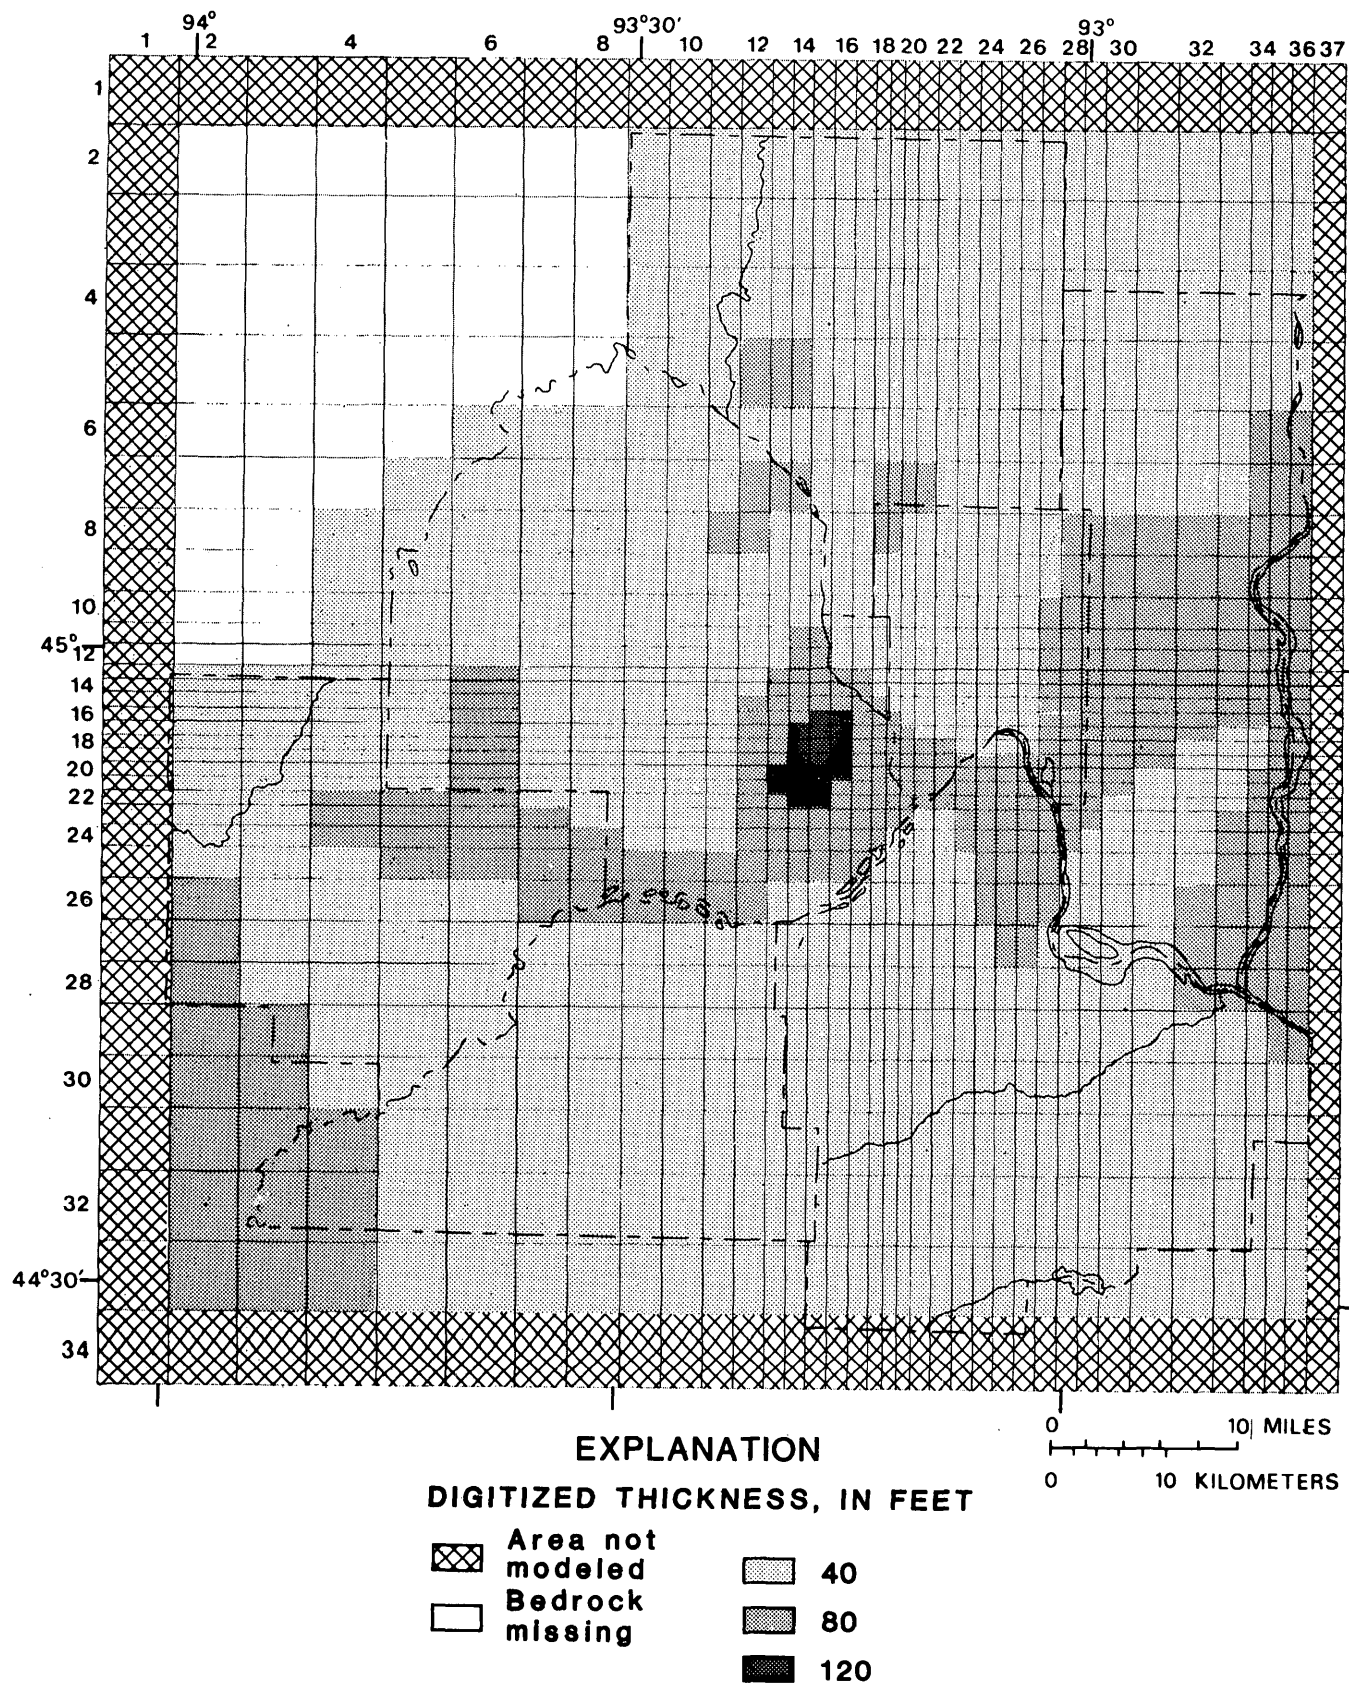 94° 93°30′ 93°
1 2 4 6 8 10 12 14 16 18 20 22 24 26 28 30 32 34 36 37
1
2
4
6
8
10
45°
12
14
16
18
20
22
24
26
28
30
32
44°30′
34
0 10 MILES
0 10 KILOMETERS
EXPLANATION
DIGITIZED THICKNESS, IN FEET
Area not
modeled
Bedrock
missing
40
80
120